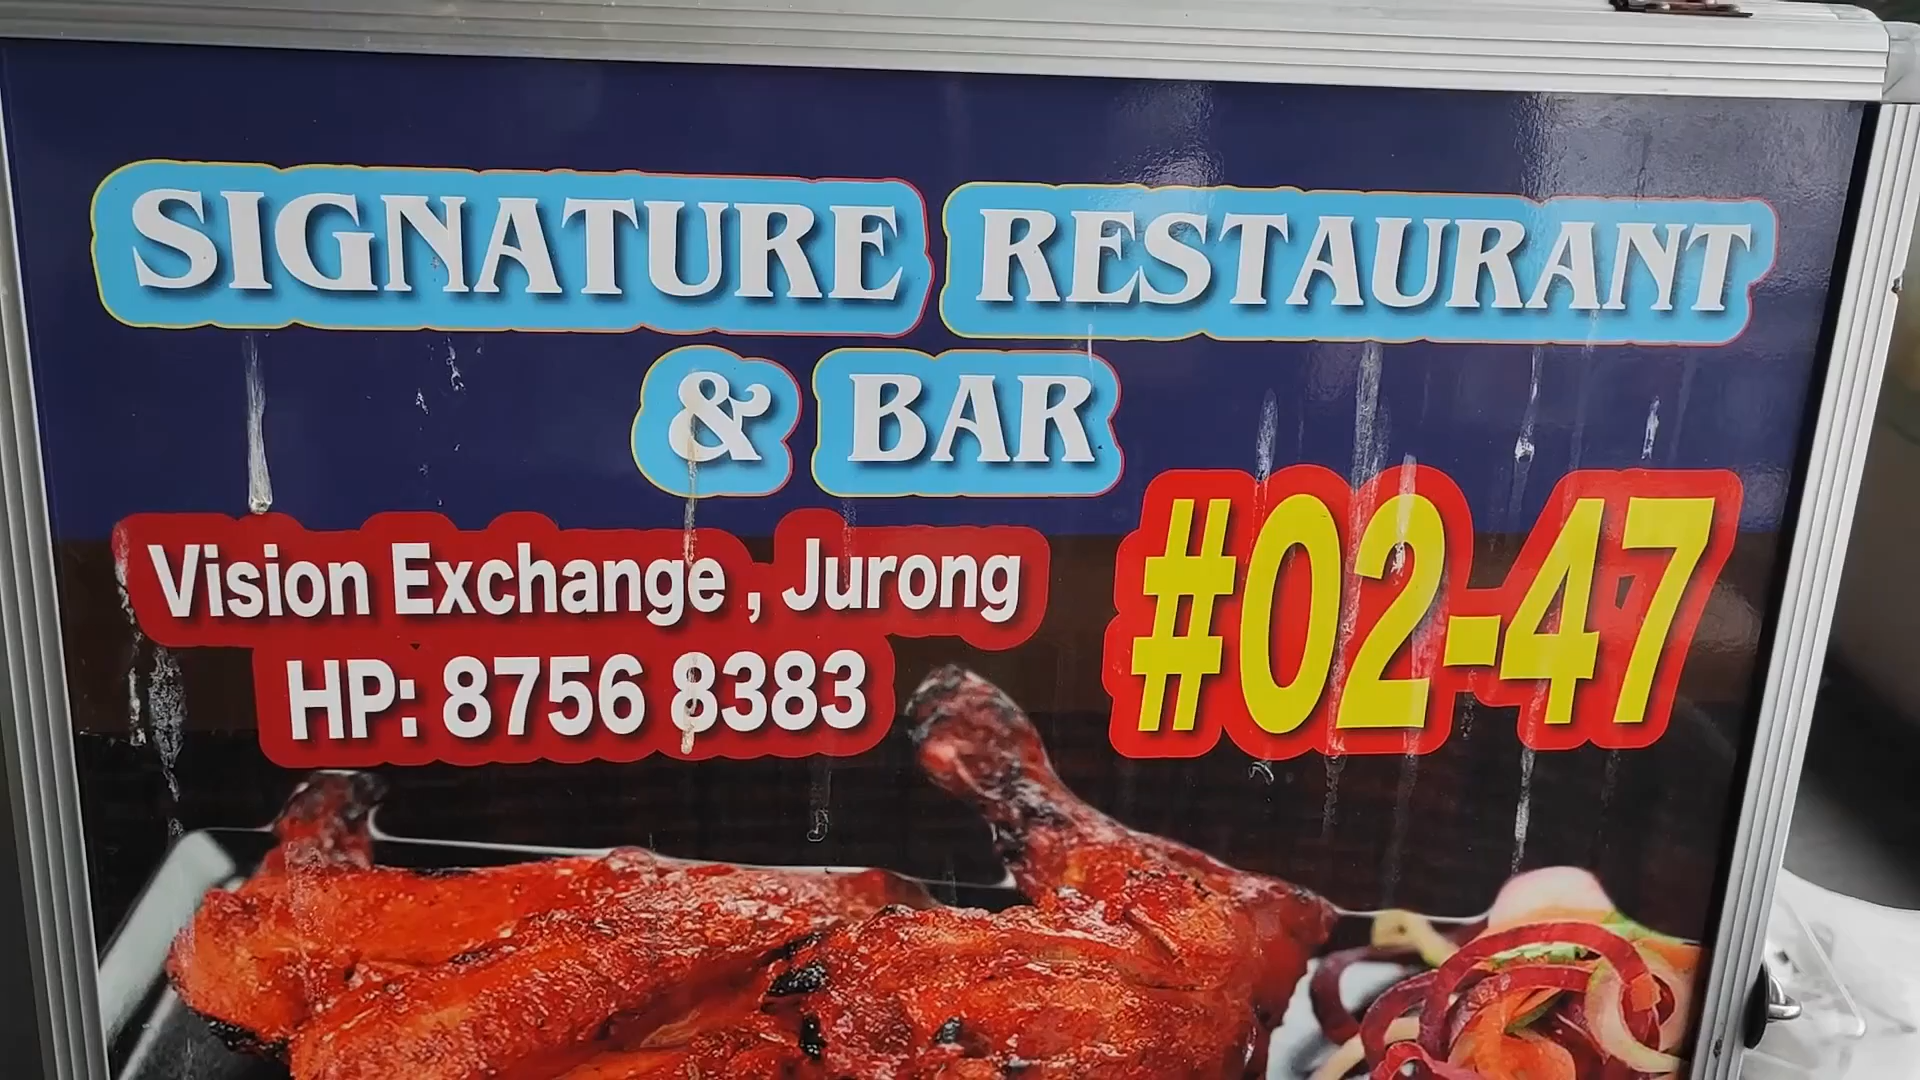 SIGNATURE RESTAURANT
& BAR
Vision Exchange , Jurong
HP: 8756 8383
#02-47